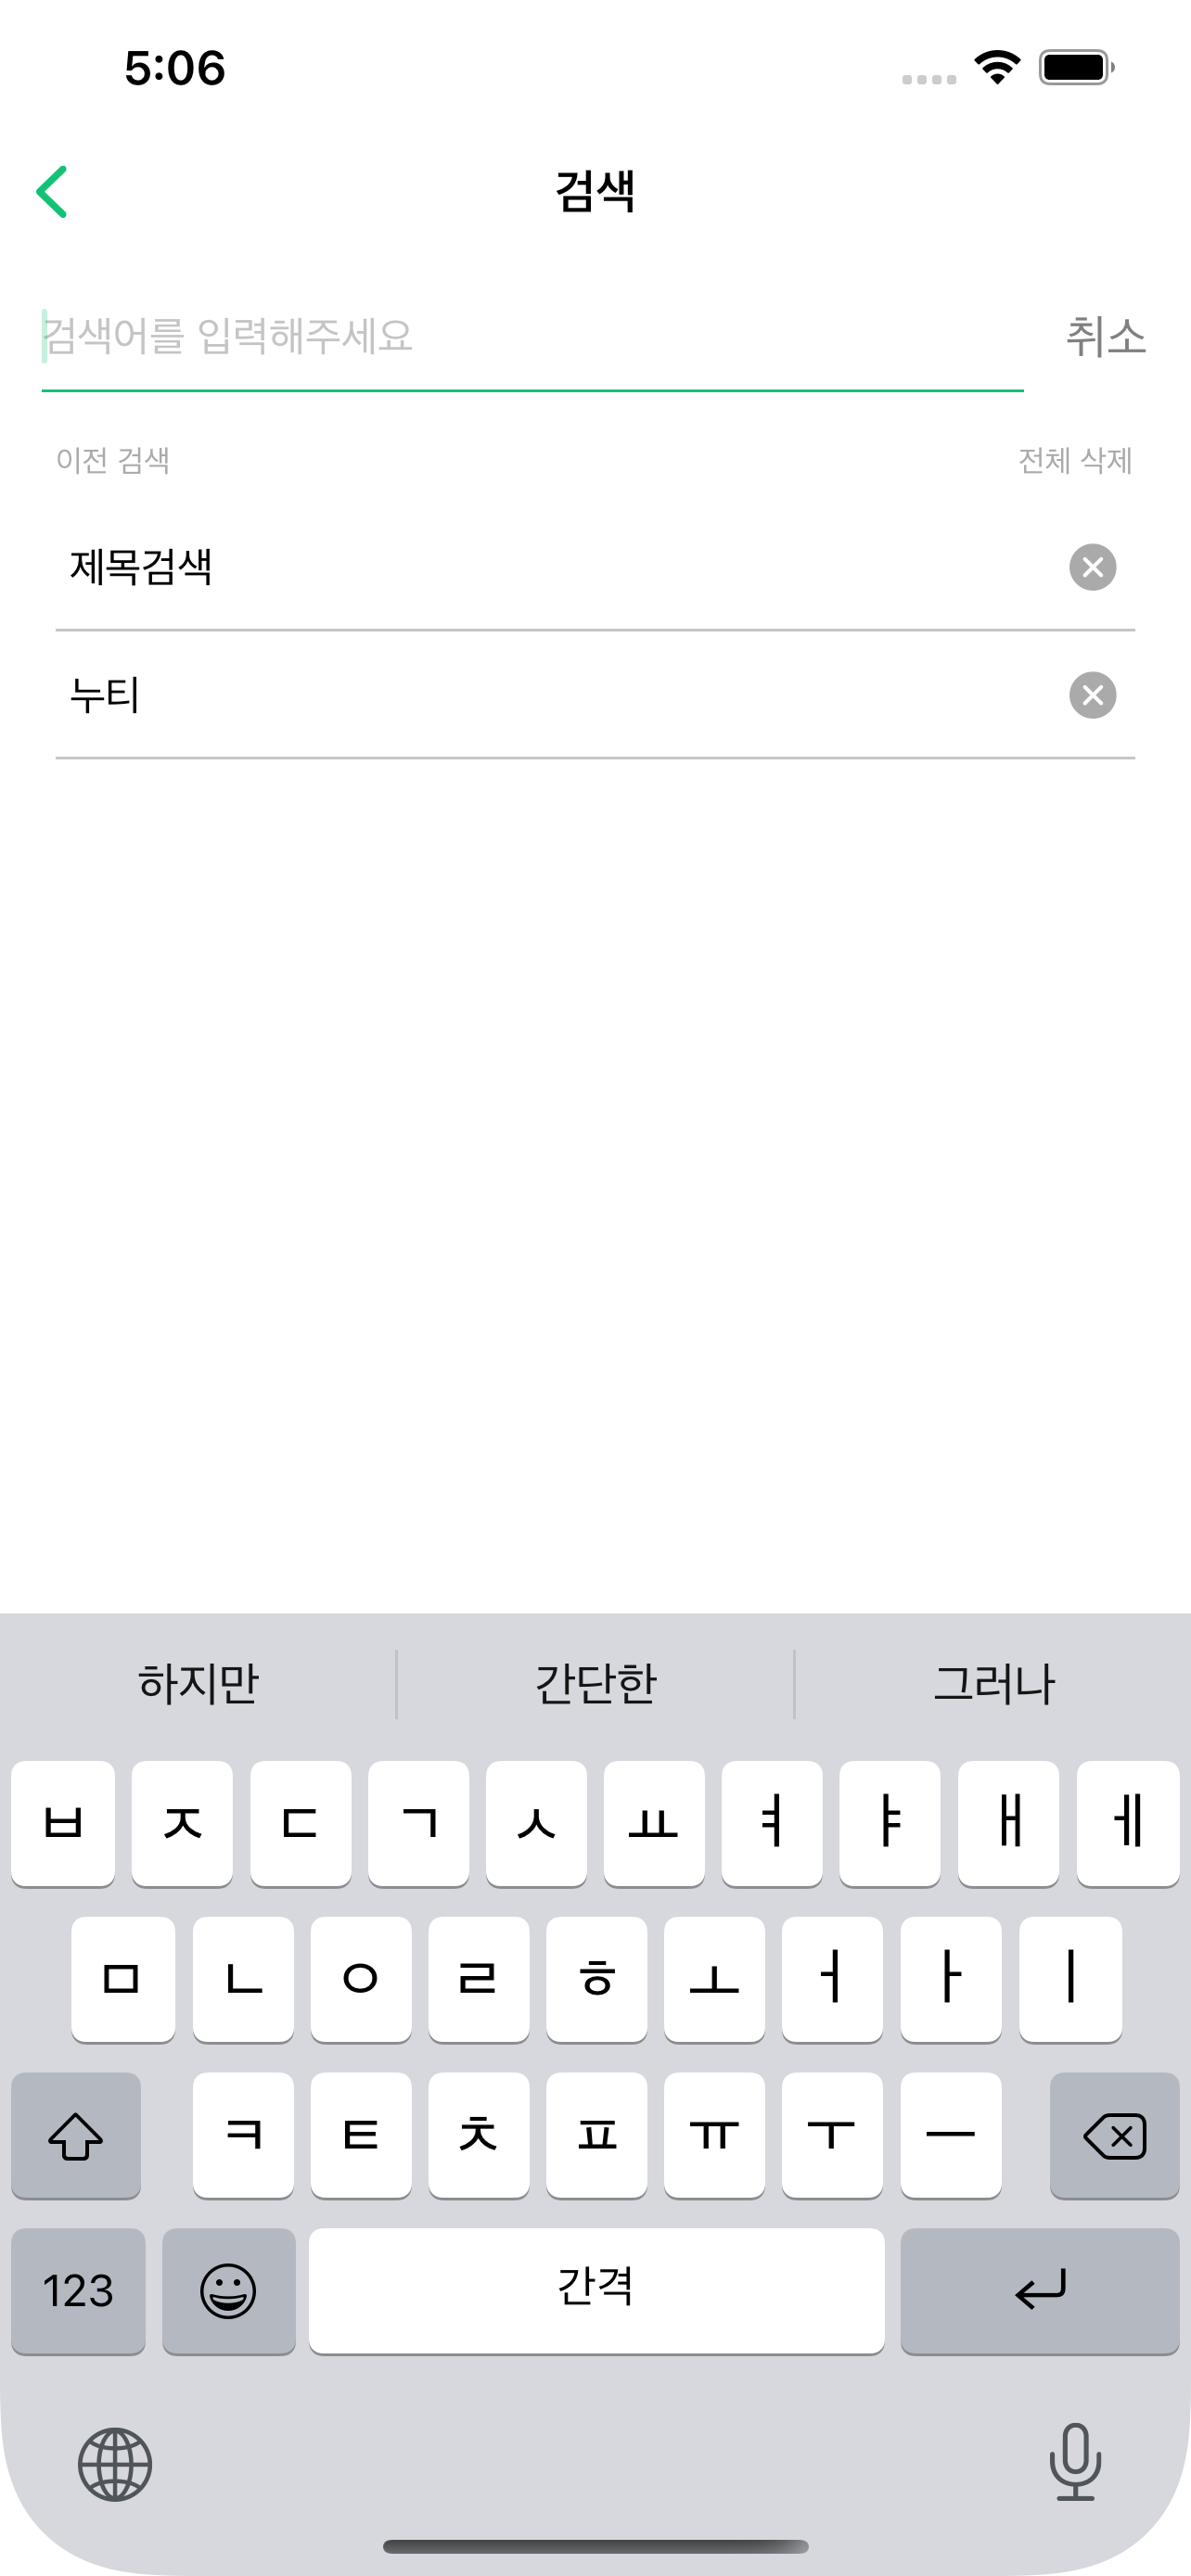 5:06
검색
검색어를 입력해주세요 취소
이전 검색 전체 삭제
제목검색
누티
하지만 간단한 그러나
ㅂ ㅈ ㄷ ㄱ ㅅ ㅛ ㅕ ㅑ ㅐ ㅔ
ㅁ ㄴ ㅇ ㄹ ㅎ ㅗ ㅓ ㅏ ㅣ
ㅋ ㅌ ㅊ ㅍ ㅠ ㅜ ㅡ
123 간격